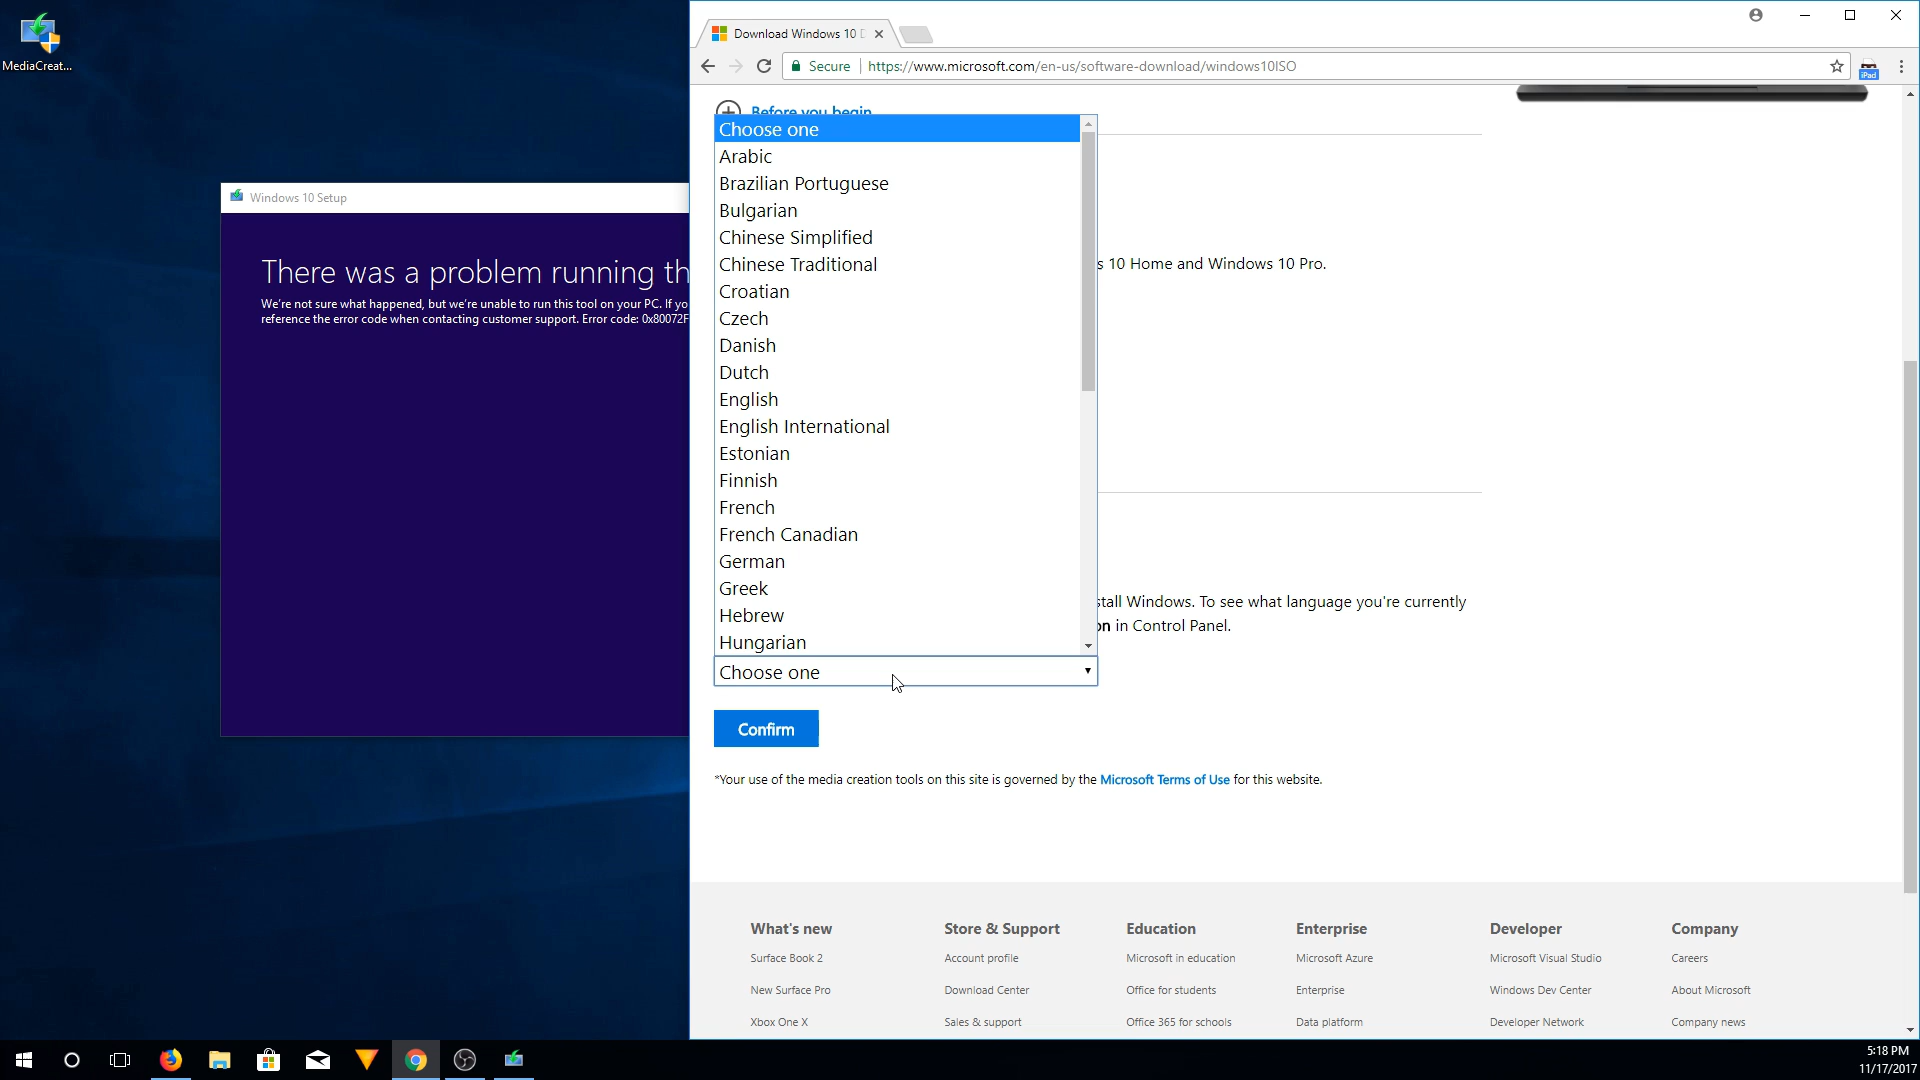 MediaCreat...
Windows 10 Setup
There was a problem running th
We're not sure what happened, but we're unable to run this tool on your PC. If yo
reference the error code when contacting customer support. Error code: 0x80072F
Download Windows 10 D
Secure
https://www.microsoft.com/en-us/software-download/windows10ISO
iPad
Before you begin
Choose one
Arabic
Brazilian Portuguese
Bulgarian
Chinese Simplified
Chinese Traditional
Croatian
Czech
Danish
Dutch
English
English International
Estonian
Finnish
French
French Canadian
German
Greek
Hebrew
Hungarian
s 10 Home and Windows 10 Pro.
stall Windows. To see what language you're currently
on in Control Panel.
Choose one
Confirm
*Your use of the media creation tools on this site is governed by the Microsoft Terms of Use for this website.
What's new
Surface Book 2
New Surface Pro
Xbox One X
Store & Support
Account profile
Download Center
Sales & support
Education
Microsoft in education
Office for students
Office 365 for schools
Enterprise
Microsoft Azure
Enterprise
Data platform
Developer
Microsoft Visual Studio
Windows Dev Center
Developer Network
Company
Careers
About Microsoft
Company news
5:18 PM
11/17/2017